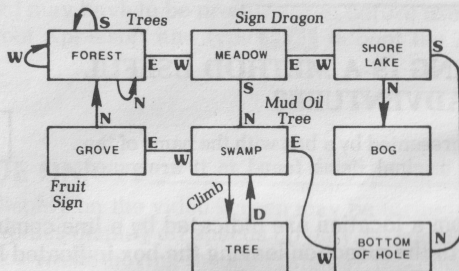 Trees Sign Dragon
S
W FOREST E W MEADOW E W SHORE S
LAKE
N S N
Mud Oil
N N Tree
GROVE E W SWAMP E BOG
Fruit
Sign
Climb D
TREE W BOTTOM N
OF HOLE